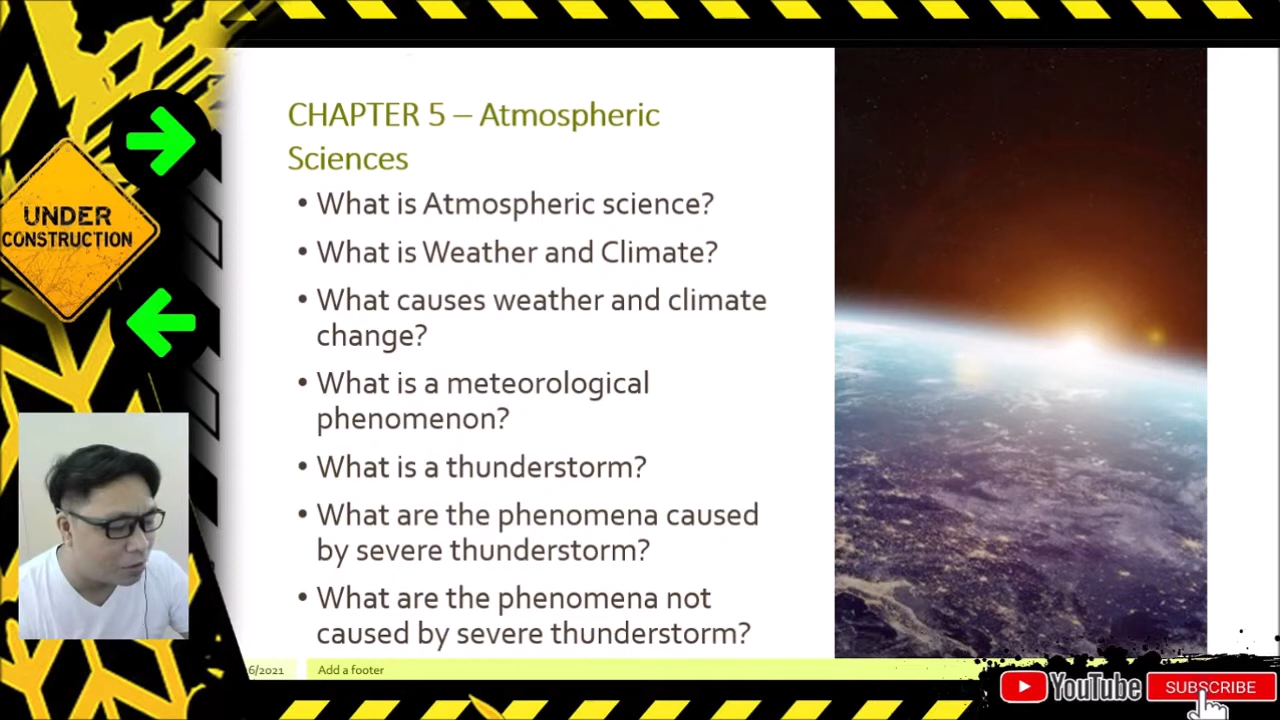 CHAPTER 5 – Atmospheric
Sciences
• What is Atmospheric science?
• What is Weather and Climate?
• What causes weather and climate
change?
• What is a meteorological
phenomenon?
• What is a thunderstorm?
• What are the phenomena caused
by severe thunderstorm?
• What are the phenomena not
caused by severe thunderstorm?
UNDER
CONSTRUCTION
6/2021
Add a footer
YouTube
SUBSCRIBE